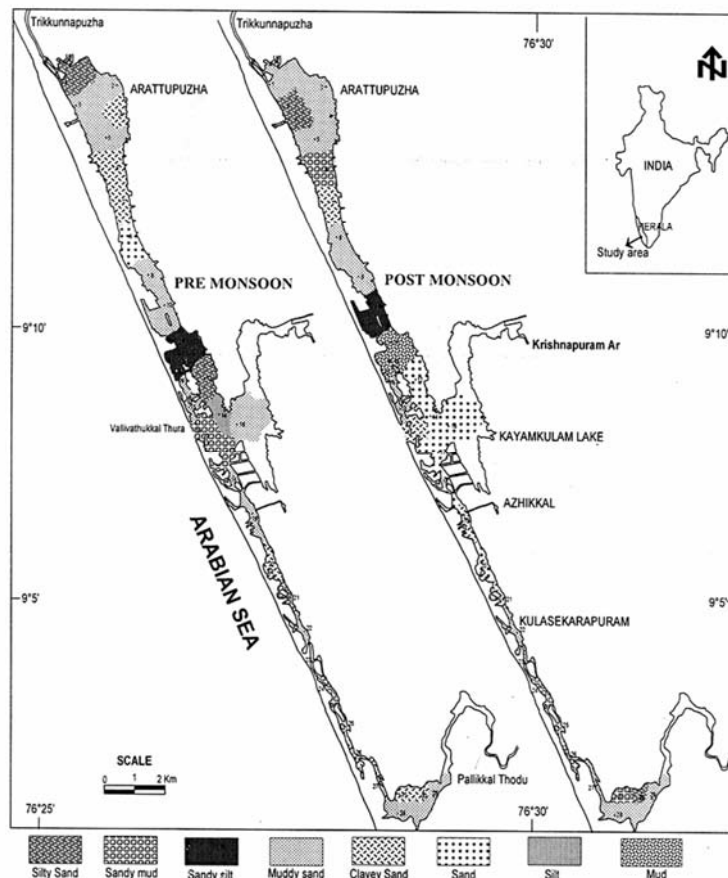 Trikkunnapuzha
Trikkunnapuzha
76°30'
N
ARATTUPUZHA
ARATTUPUZHA
INDIA
KERALA
Study area
PRE MONSOON
POST MONSOON
9°10'
9°10'
Krishnapuram Ar
Vallivathukkal Thura
KAYAMKULAM LAKE
AZHIKKAL
ARABIAN SEA
9°5'
9°5'
KULASEKARAPURAM
SCALE
0 1 2 Km
Pallikkal Thodu
76°25'
76°30'
Silty Sand
Sandy mud
Sandy silt
Muddy sand
Clayey Sand
Sand
Silt
Mud